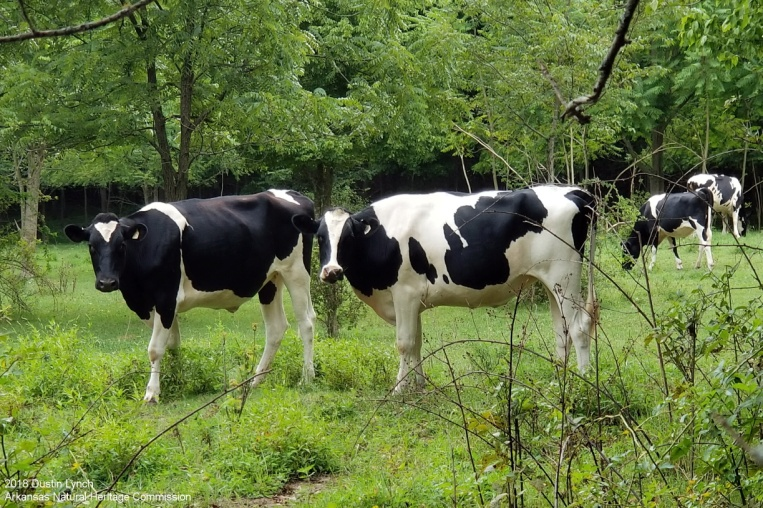 2018 Dustin Lynch
Arkansas Natural Heritage Commission